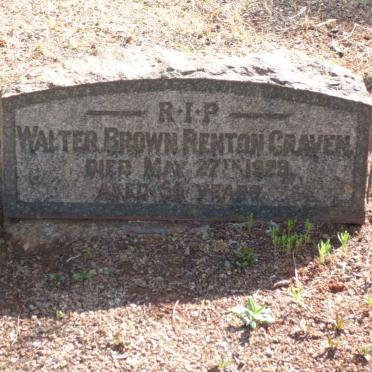 R·I·P
WALTER BROWN RENTON CRAVEN.
DIED MAY 27TH 1929
AGED YEARS